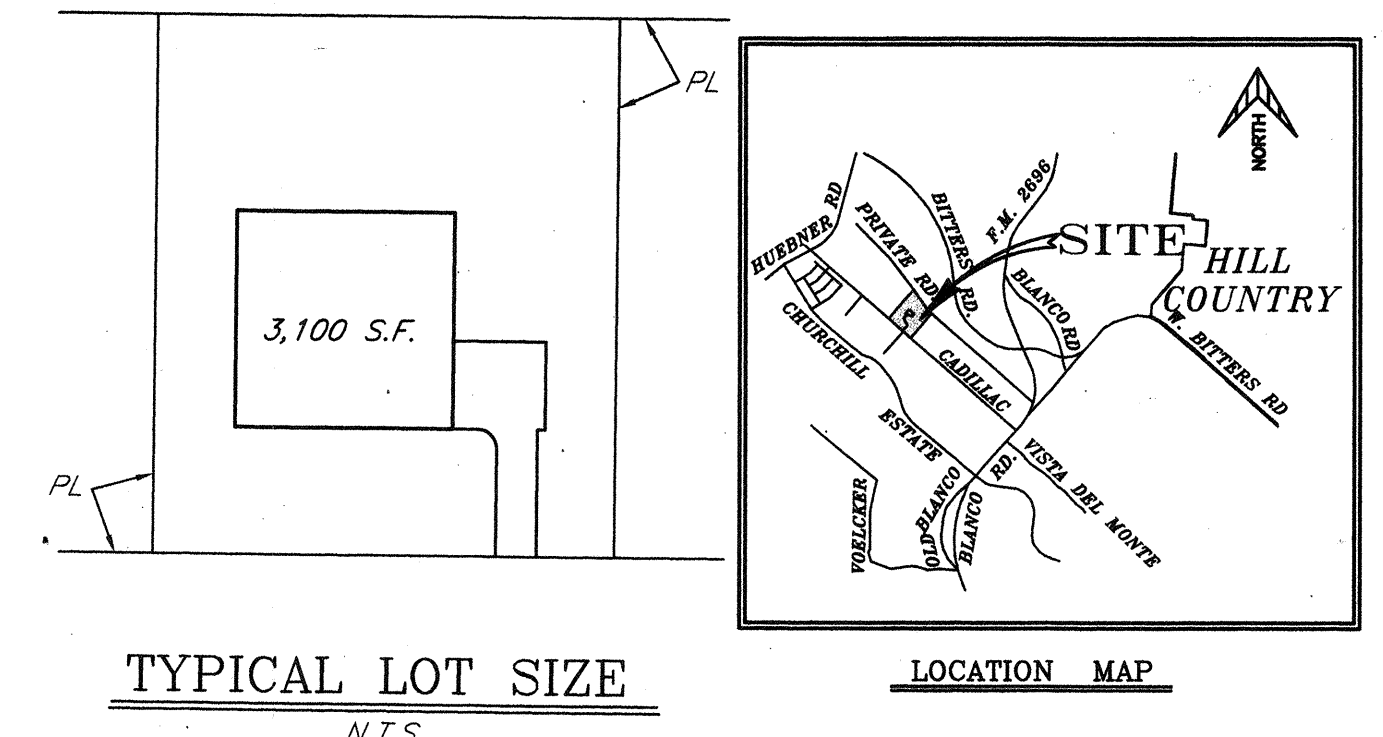 PL
3,100 S.F.
PL
TYPICAL LOT SIZE
N.T.S.
NORTH
HUEBNER RD
PRIVATE RD.
BITTERS RD.
F.M. 2696
SITE
HILL
COUNTRY
BLANCO RD
W. BITTERS RD
CHURCHILL
ESTATE
CADILLAC
VOELCKER
OLD BLANCO
BLANCO RD.
VISTA DEL MONTE
LOCATION MAP